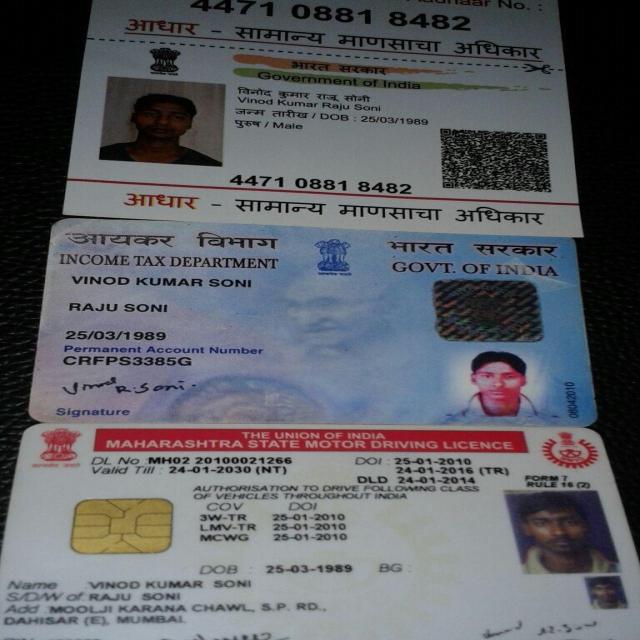 4471 0881 8482
आधार - सामान्य माणसाचा अधिकार
भारत सरकार
Government of India
विनोद कुमार राजू सोनी
Vinod Kumar Raju Soni
जन्म तारीख / DOB : 25/03/1989
पुरुष / Male
4471 0881 8482
आधार - सामान्य माणसाचा अधिकार
आयकर विभाग
INCOME TAX DEPARTMENT
भारत सरकार
GOVT. OF INDIA
VINOD KUMAR SONI
RAJU SONI
25/03/1989
Permanent Account Number
CRFPS3385G
Signature
08042010
THE UNION OF INDIA
MAHARASHTRA STATE MOTOR DRIVING LICENCE
DL No : MH02 20100021266
DOI : 25-01-2010
Valid Till : 24-01-2030 (NT)
24-01-2016 (TR)
DLD 24-01-2014
FORM 7
RULE 16 (2)
AUTHORISATION TO DRIVE FOLLOWING CLASS
OF VEHICLES THROUGHOUT INDIA
COV DOI
3W-TR 25-01-2010
LMV-TR 25-01-2010
MCWG 25-01-2010
DOB : 25-03-1989 BG :
Name VINOD KUMAR SONI
S/D/W of RAJU SONI
Add MOOLJI KARANA CHAWL, S.P. RD.,
DAHISAR (E), MUMBAI.